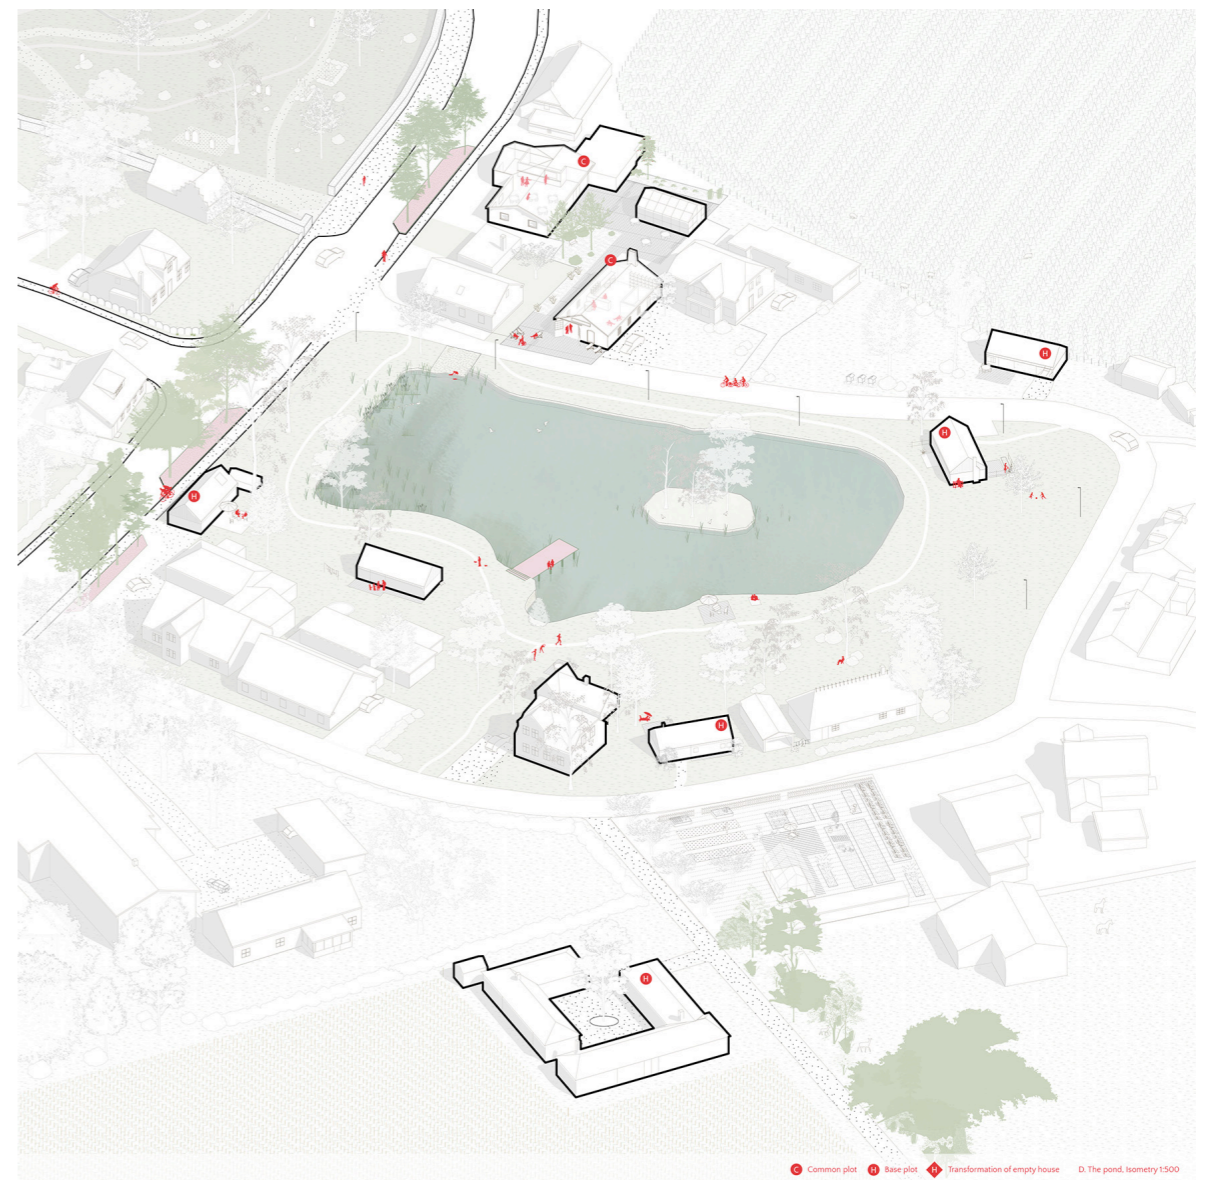 C
C
H
H
H
H
H
C Common plot H Base plot H Transformation of empty house D. The pond, Isometry 1:500